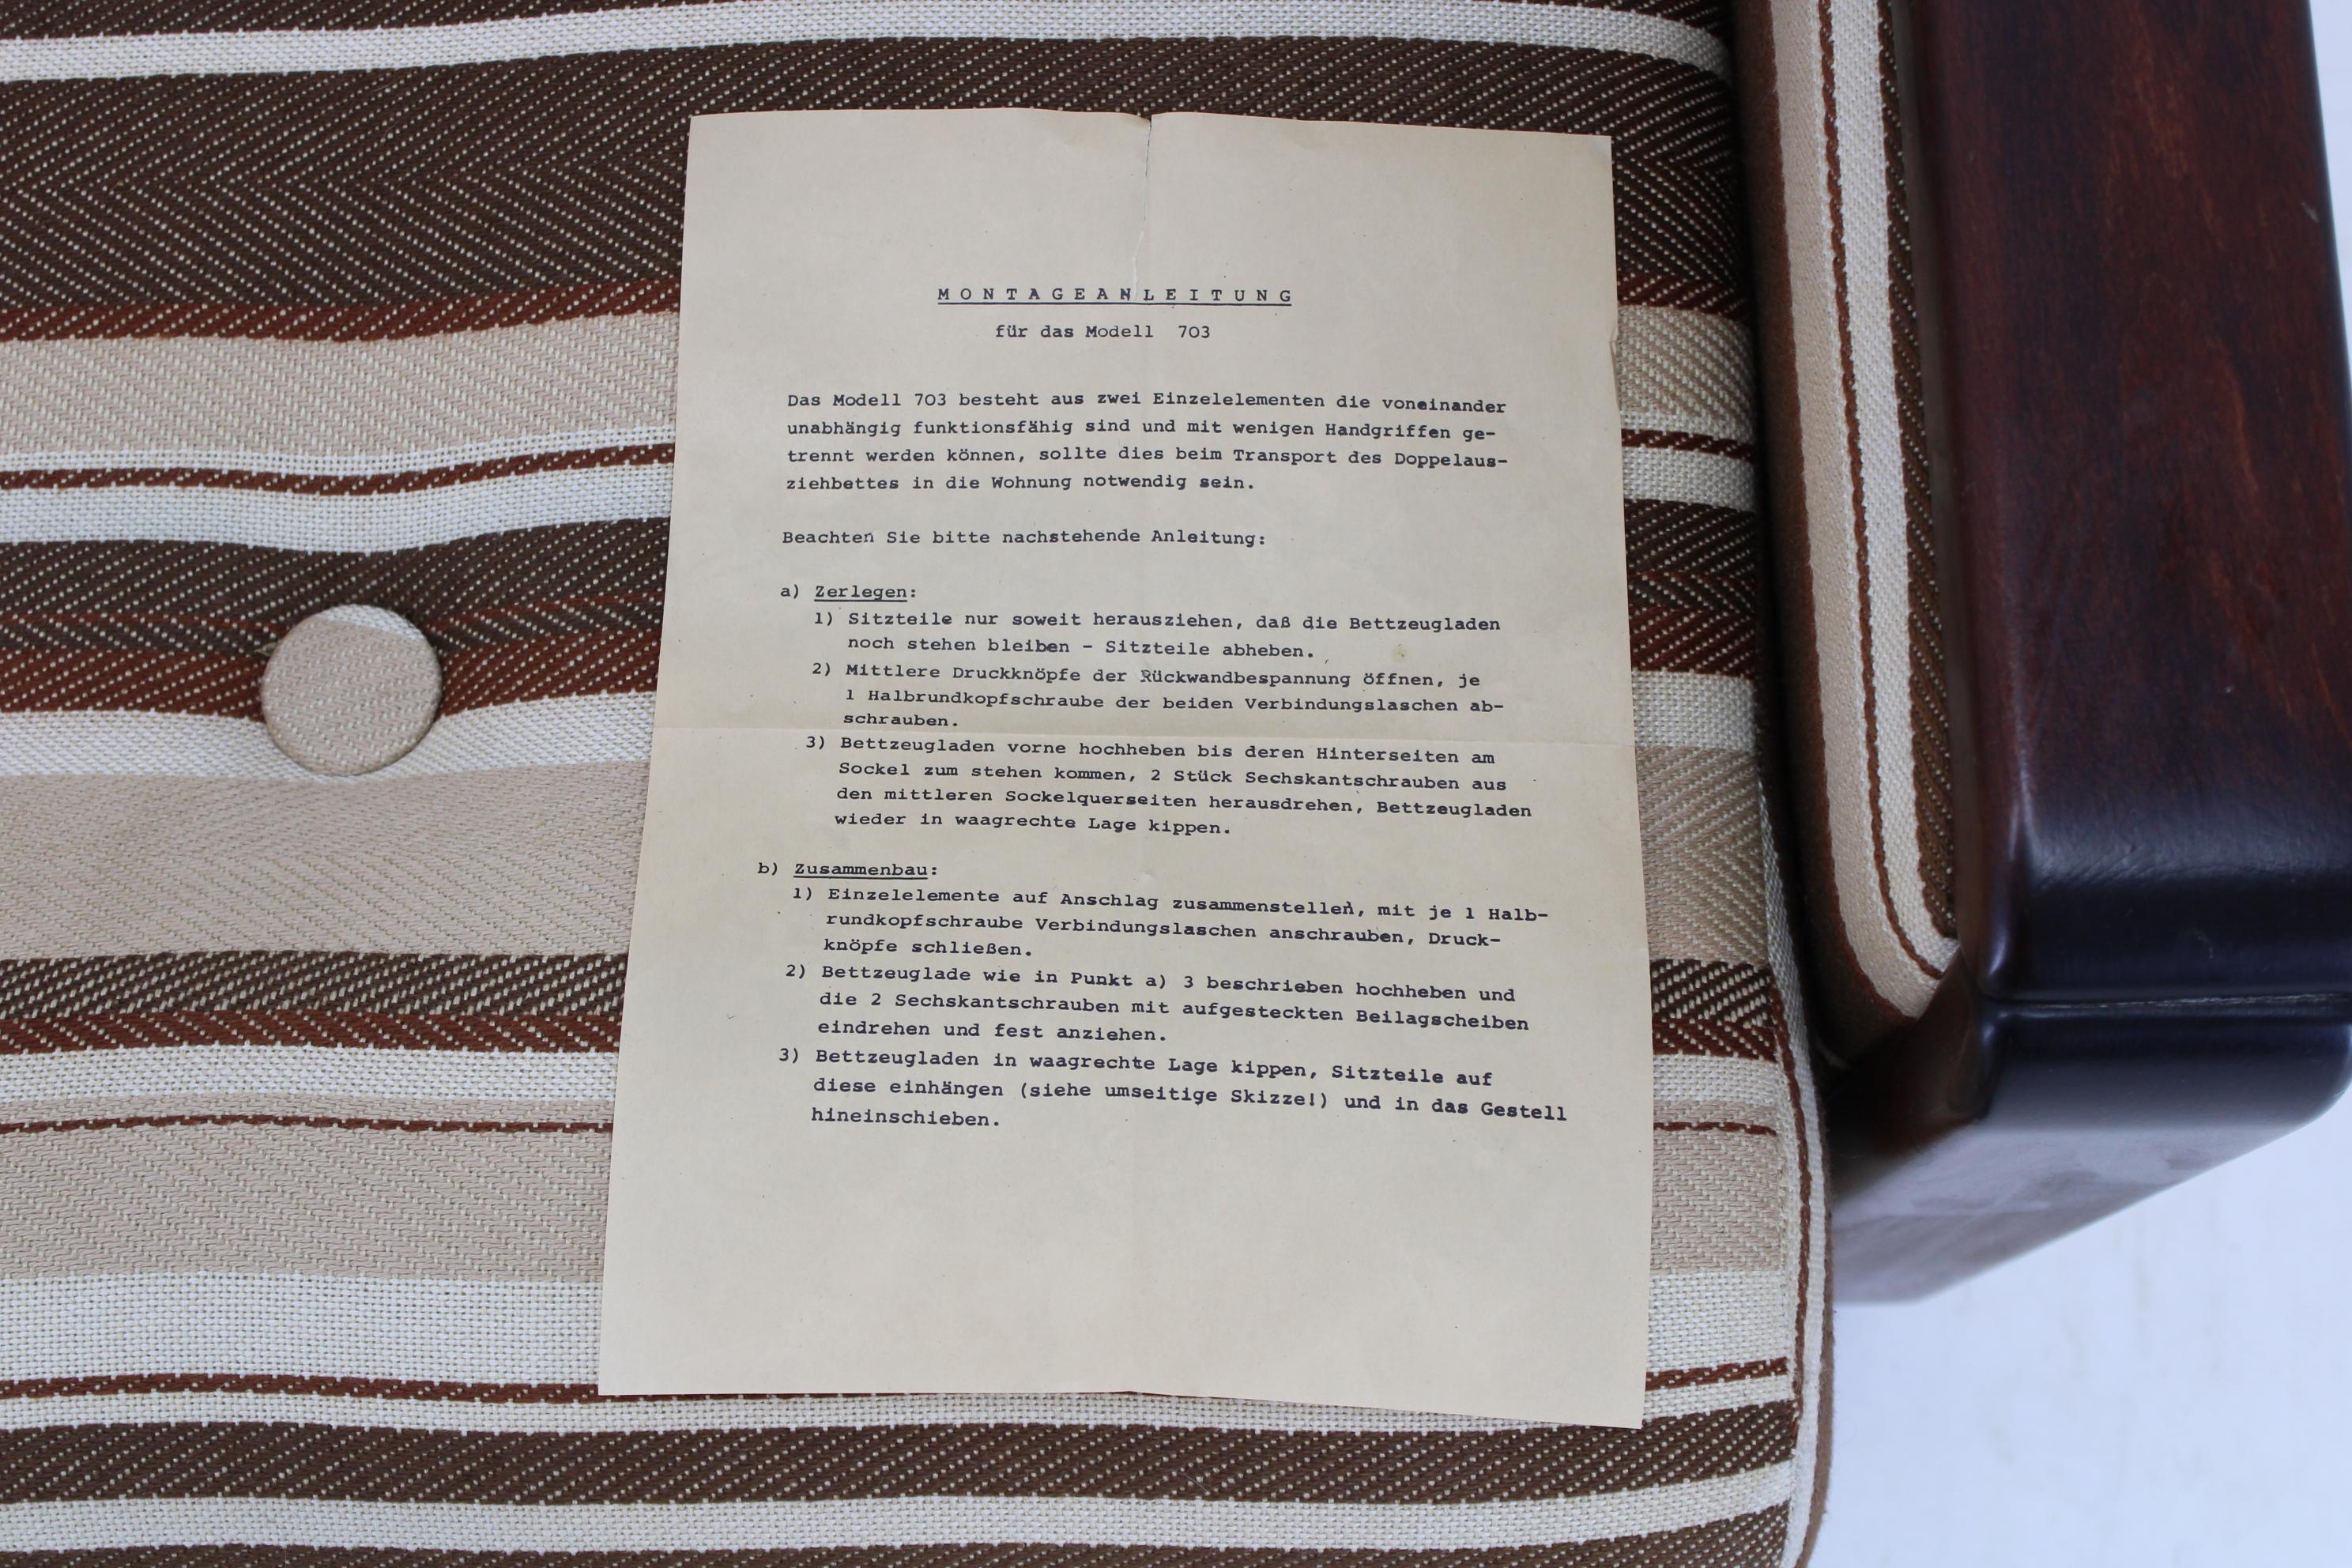 MONTAGEANLEITUNG
für das Modell 703
Das Modell 703 besteht aus zwei Einzelelementen die voneinander
unabhängig funktionsfähig sind und mit wenigen Handgriffen ge-
trennt werden können, sollte dies beim Transport des Doppelaus-
ziehbettes in die Wohnung notwendig sein.
Beachten Sie bitte nachstehende Anleitung:
a) Zerlegen:
1) Sitzteile nur soweit herausziehen, daß die Bettzeugladen
noch stehen bleiben - Sitzteile abheben.
2) Mittlere Druckknöpfe der Rückwandbespannung öffnen, je
1 Halbrundkopfschraube der beiden Verbindungslaschen ab-
schrauben.
3) Bettzeugladen vorne hochheben bis deren Hinterseiten am
Sockel zum stehen kommen, 2 Stück Sechskantschrauben aus
den mittleren Sockelquerseiten herausdrehen, Bettzeugladen
wieder in waagrechte Lage kippen.
b) Zusammenbau:
1) Einzelelemente auf Anschlag zusammenstellen, mit je 1 Halb-
rundkopfschraube Verbindungslaschen anschrauben, Druck-
knöpfe schließen.
2) Bettzeuglade wie in Punkt a) 3 beschrieben hochheben und
die 2 Sechskantschrauben mit aufgesteckten Beilagscheiben
eindrehen und fest anziehen.
3) Bettzeugladen in waagrechte Lage kippen, Sitzteile auf
diese einhängen (siehe umseitige Skizze!) und in das Gestell
hineinschieben.